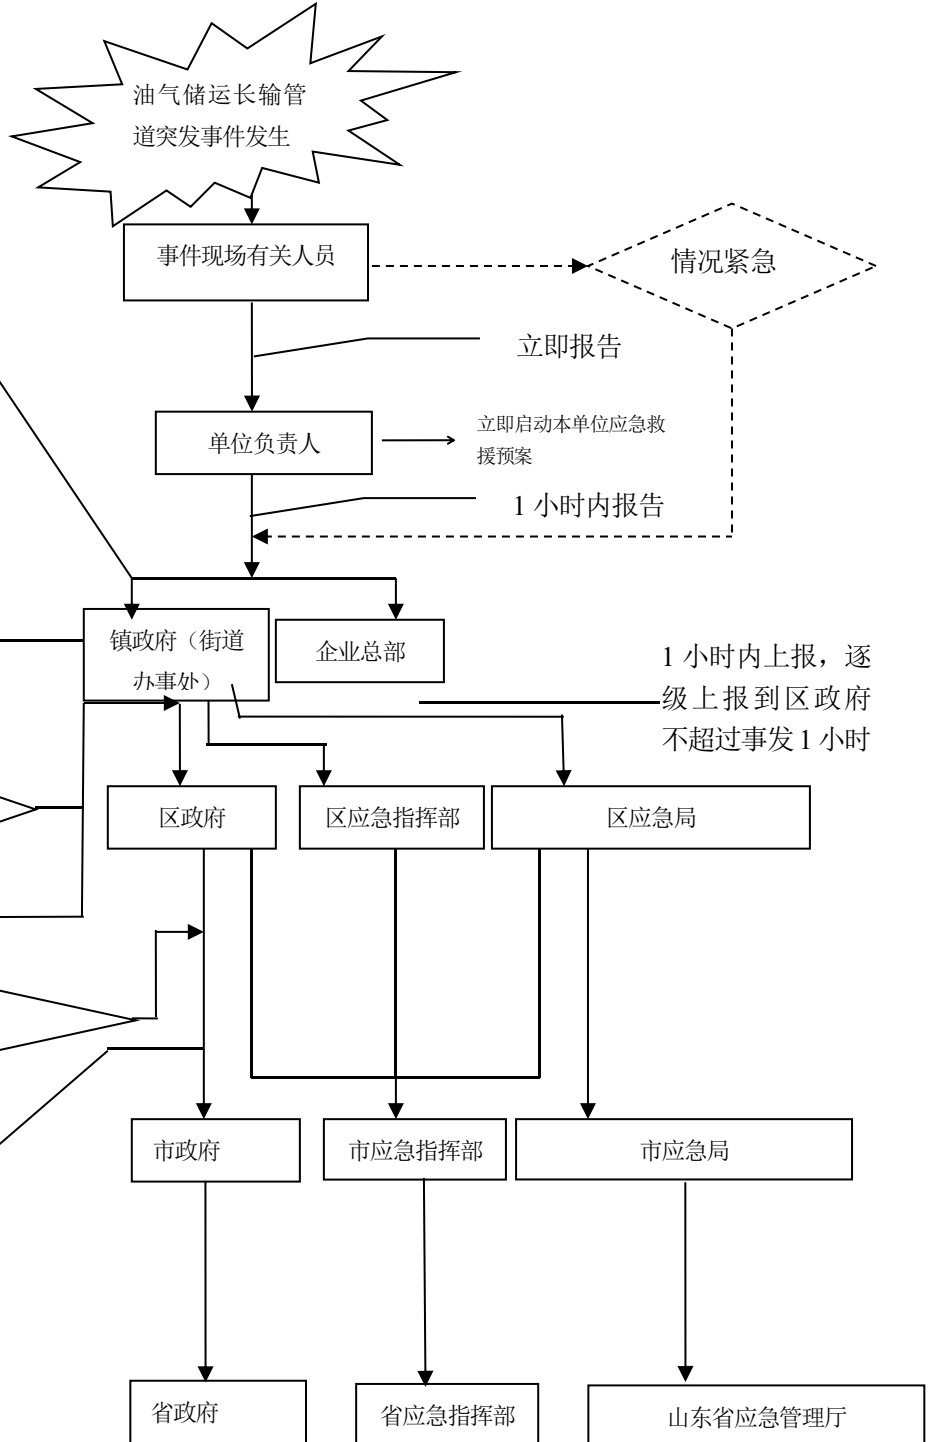 油气储运长输管
道突发事件发生
事件现场有关人员
情况紧急
立即报告
单位负责人
立即启动本单位应急救
援预案
1 小时内报告
镇政府（街道
办事处）
企业总部
1 小时内上报，逐
级上报到区政府
不超过事发 1 小时
区政府
区应急指挥部
区应急局
市政府
市应急指挥部
市应急局
省政府
省应急指挥部
山东省应急管理厅